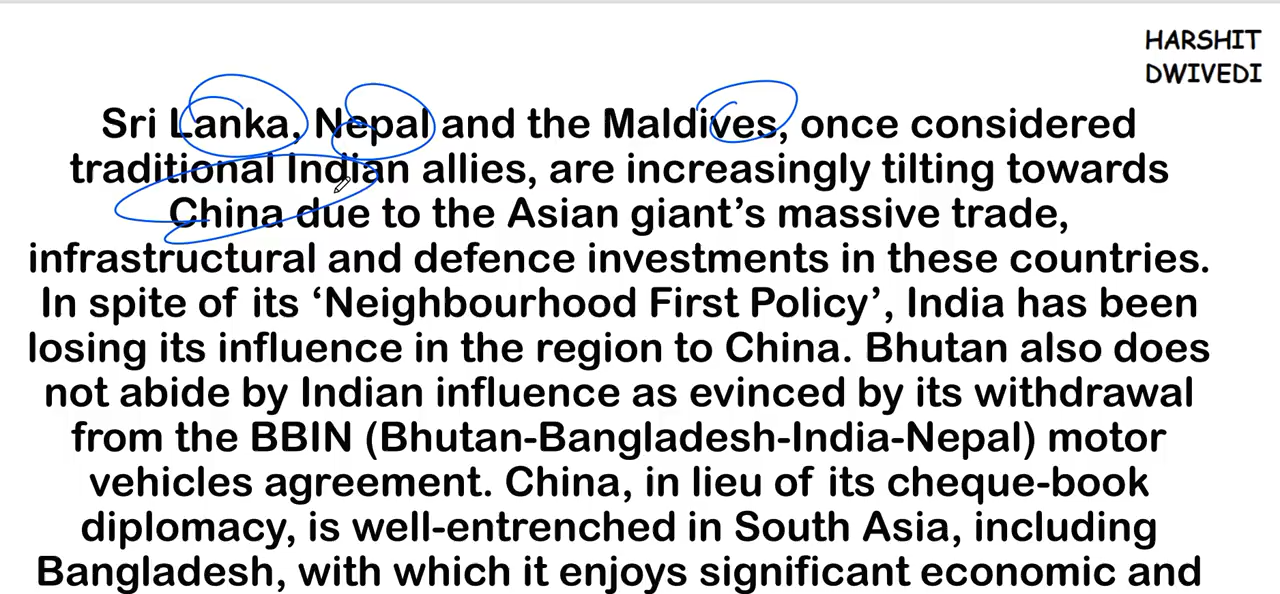 HARSHIT
DWIVEDI
Sri Lanka, Nepal and the Maldives, once considered
traditional Indian allies, are increasingly tilting towards
China due to the Asian giant’s massive trade,
infrastructural and defence investments in these countries.
In spite of its ‘Neighbourhood First Policy’, India has been
losing its influence in the region to China. Bhutan also does
not abide by Indian influence as evinced by its withdrawal
from the BBIN (Bhutan-Bangladesh-India-Nepal) motor
vehicles agreement. China, in lieu of its cheque-book
diplomacy, is well-entrenched in South Asia, including
Bangladesh, with which it enjoys significant economic and